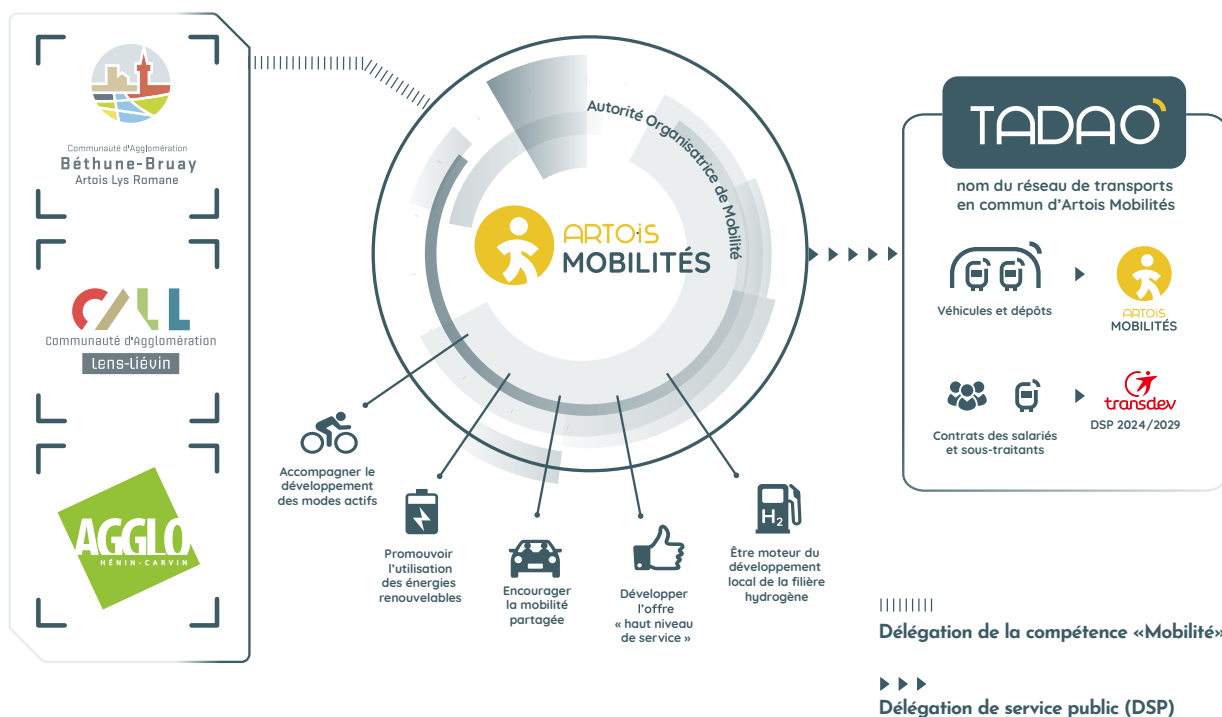 Communauté d'Agglomération
Béthune-Bruay
Artois Lys Romane
CALL
Communauté d'Agglomération
Lens-Liévin
AGGLO
HÉNIN-CARVIN
Autorité Organisatrice de Mobilité
ARTOIS
MOBILITÉS
Accompagner le
développement
des modes actifs
Promouvoir
l'utilisation
des énergies
renouvelables
Encourager
la mobilité
partagée
Développer
l'offre
« haut niveau
de service »
H2
Être moteur du
développement
local de la filière
hydrogène
TADAO
nom du réseau de transports
en commun d'Artois Mobilités
Véhicules et dépôts
ARTOIS
MOBILITÉS
Contrats des salariés
et sous-traitants
transdev
DSP 2024/2029
Délégation de la compétence «Mobilité»
Délégation de service public (DSP)